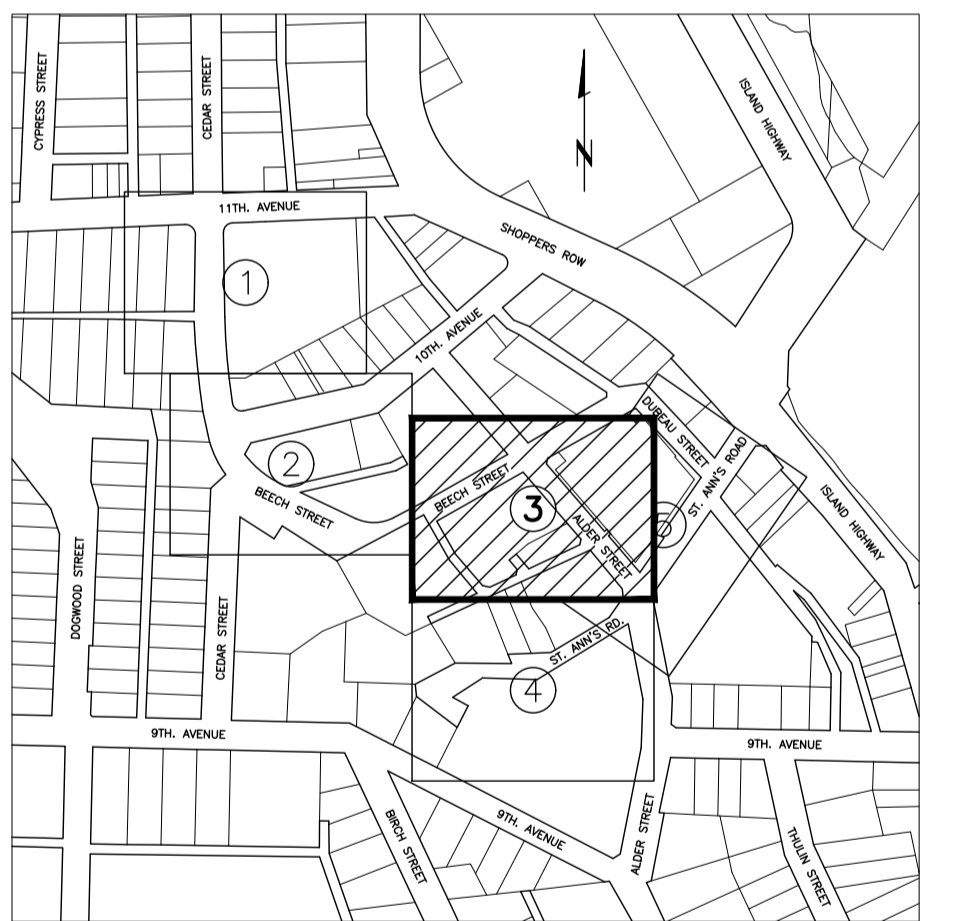 CYPRESS STREET
CEDAR STREET
ISLAND HIGHWAY
N
11TH. AVENUE
SHOPPERS ROW
1
10TH. AVENUE
DUBEAU STREET
ST. ANN'S ROAD
2
BEECH STREET
BEECH STREET
3
ALDER STREET
ISLAND HIGHWAY
DOGWOOD STREET
CEDAR STREET
ST. ANN'S RD.
4
9TH. AVENUE
9TH. AVENUE
BIRCH STREET
9TH. AVENUE
ALDER STREET
THULIN STREET